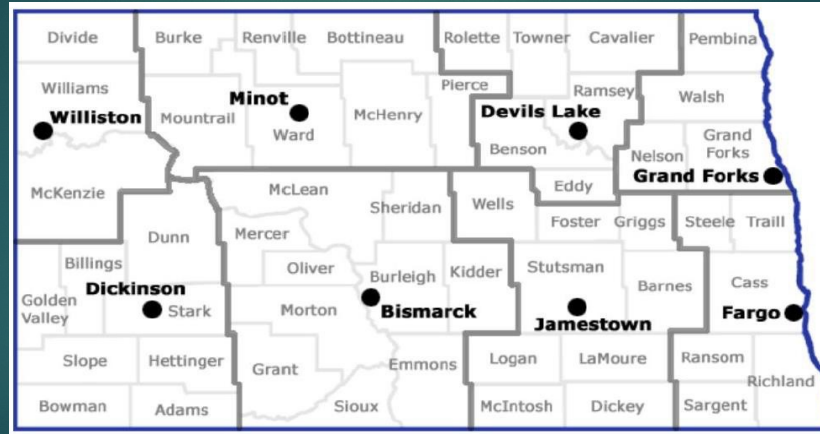 Divide
Burke
Renville
Bottineau
Rolette
Towner
Cavalier
Pembina
Williams
Williston
Minot
Mountrail
Ward
McHenry
Pierce
Devils Lake
Ramsey
Benson
Walsh
Grand
Forks
Nelson
Grand Forks
McKenzie
McLean
Sheridan
Wells
Eddy
Foster
Griggs
Steele
Traill
Dunn
Mercer
Billings
Oliver
Burleigh
Kidder
Stutsman
Barnes
Cass
Golden
Valley
Dickinson
Stark
Morton
Bismarck
Jamestown
Fargo
Slope
Hettinger
Grant
Emmons
Logan
LaMoure
Ransom
Richland
Bowman
Adams
Sioux
McIntosh
Dickey
Sargent